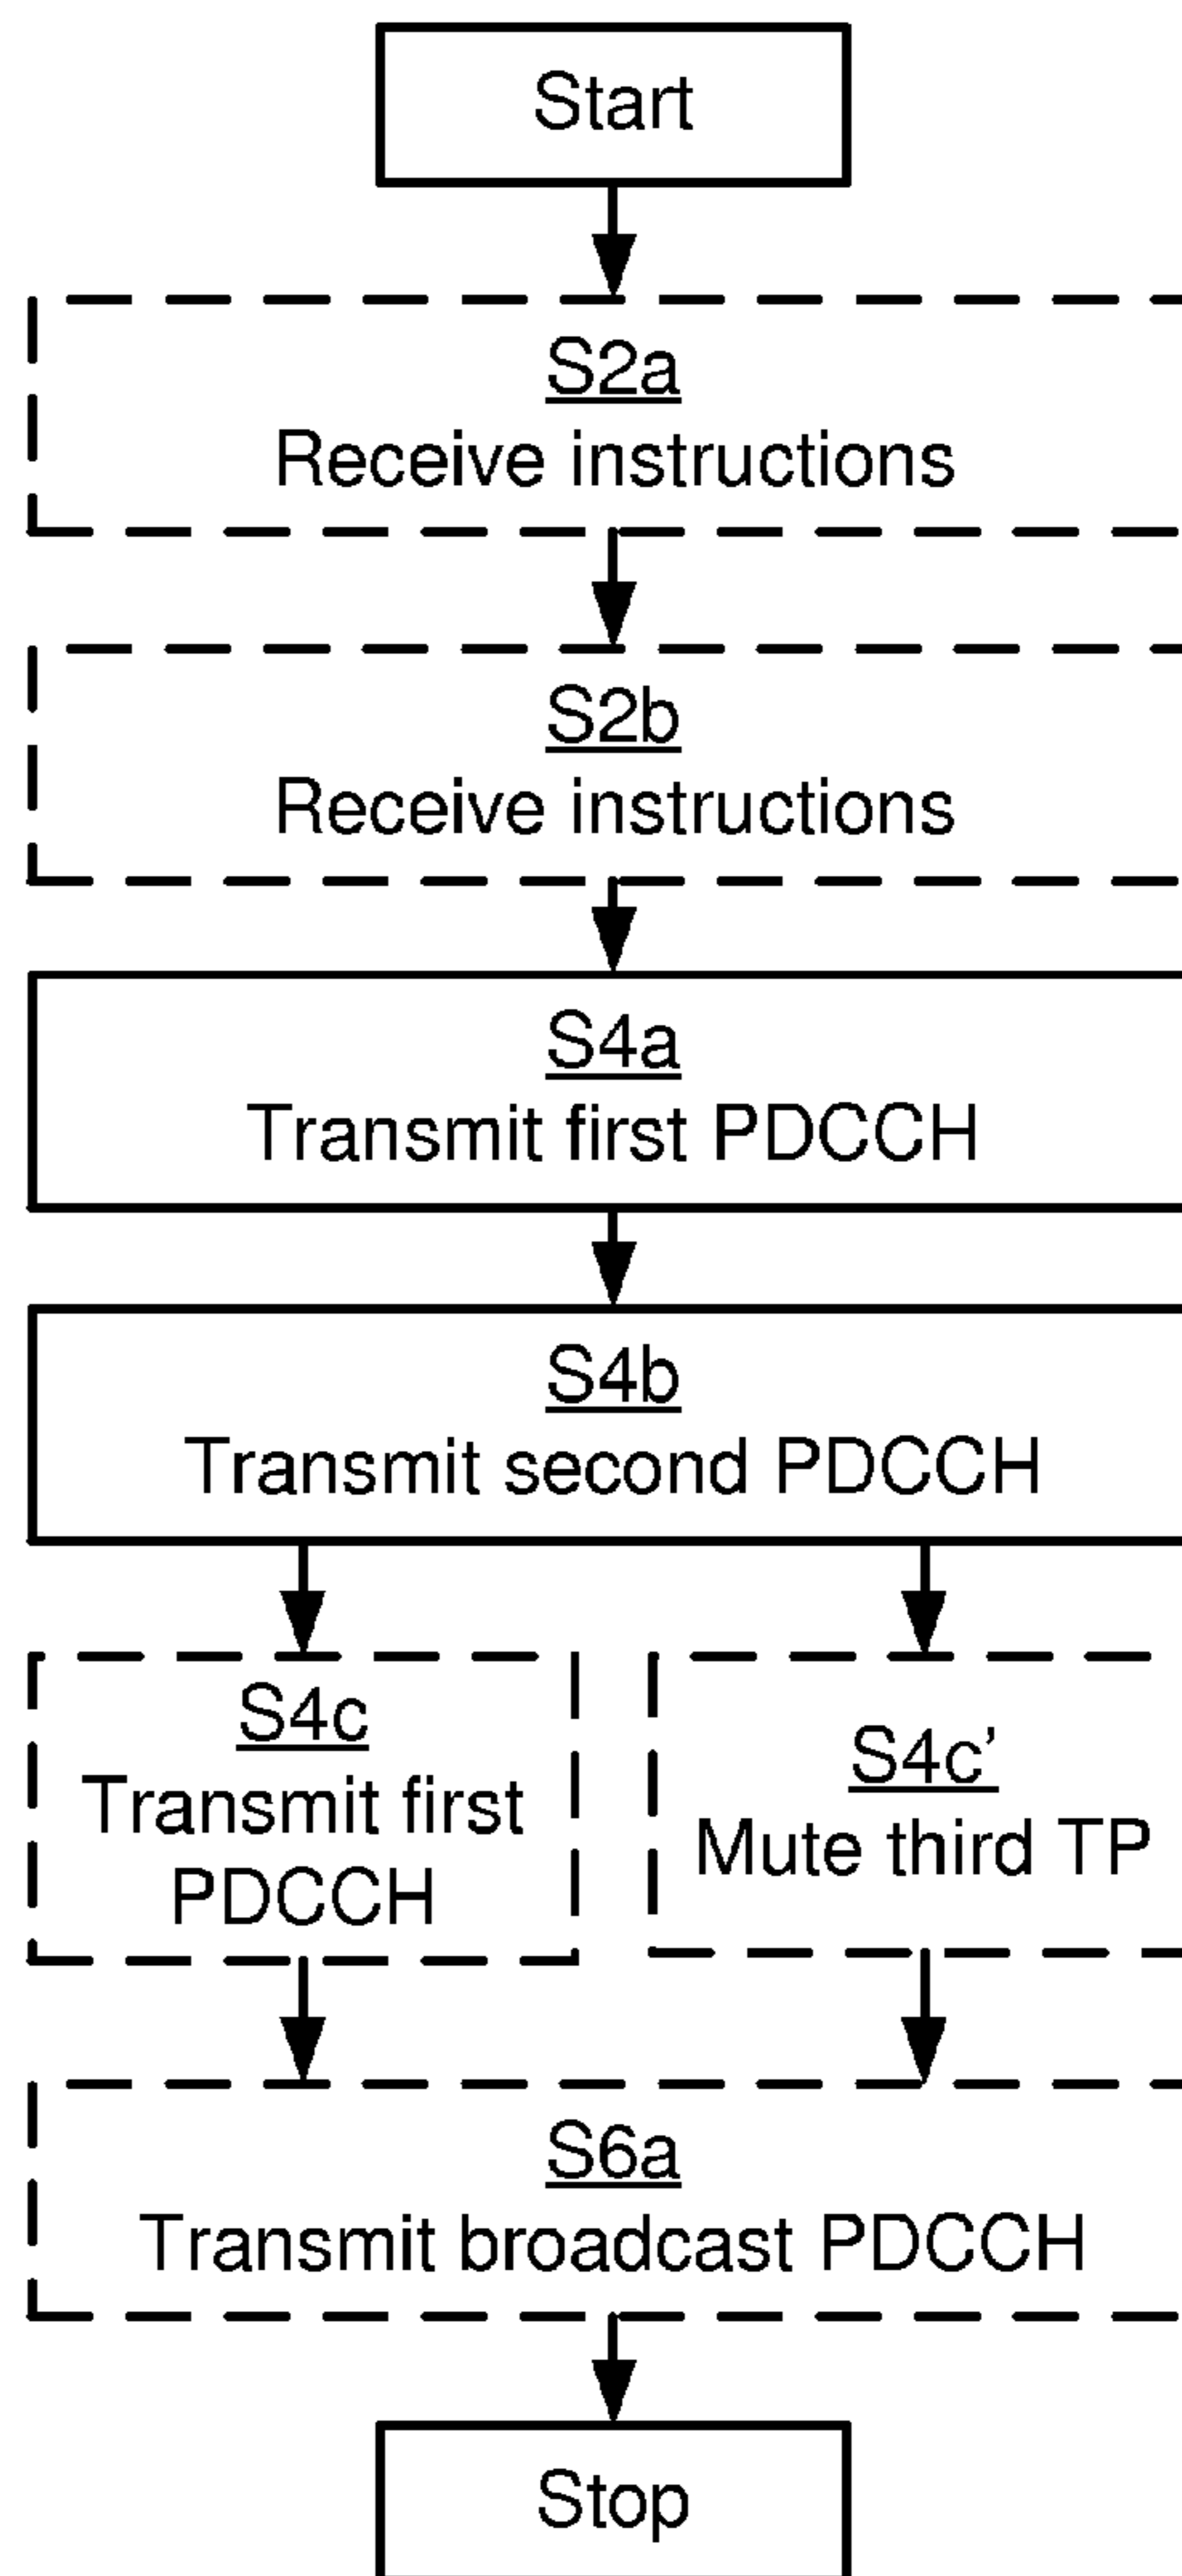 Start
S2a
Receive instructions
S2b
Receive instructions
S4a
Transmit first PDCCH
S4b
Transmit second PDCCH
S4c
Transmit first
PDCCH
S4c’
Mute third TP
S6a
Transmit broadcast PDCCH
Stop